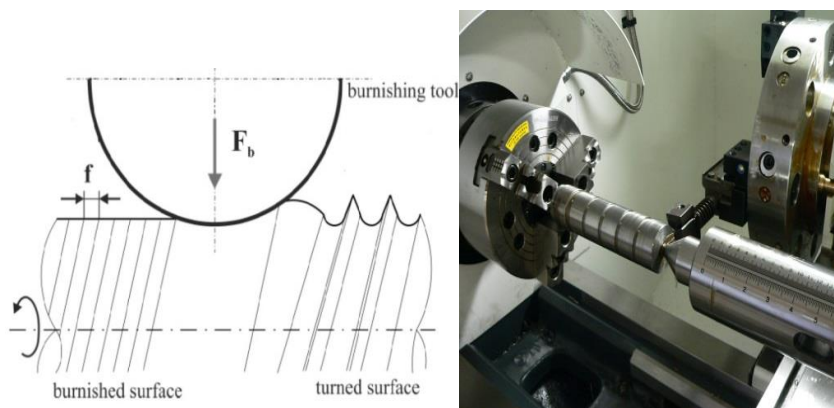 burnishing tool
F_b
f
burnished surface
turned surface